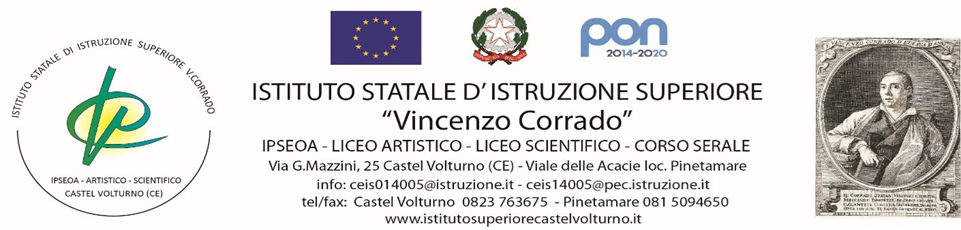 ISTITUTO STATALE DI ISTRUZIONE SUPERIORE V.CORRADO
IPSEOA - ARTISTICO - SCIENTIFICO
CASTEL VOLTURNO (CE)
pon
2014-2020
ISTITUTO STATALE D'ISTRUZIONE SUPERIORE
“Vincenzo Corrado”
IPSEOA - LICEO ARTISTICO - LICEO SCIENTIFICO - CORSO SERALE
Via G.Mazzini, 25 Castel Volturno (CE) - Viale delle Acacie loc. Pinetamare
info: ceis014005@istruzione.it - ceis14005@pec.istruzione.it
tel/fax: Castel Volturno 0823 763675 - Pinetamare 081 5094650
www.istitutosuperiorecastelvolturno.it
VINCENZO CORRADO